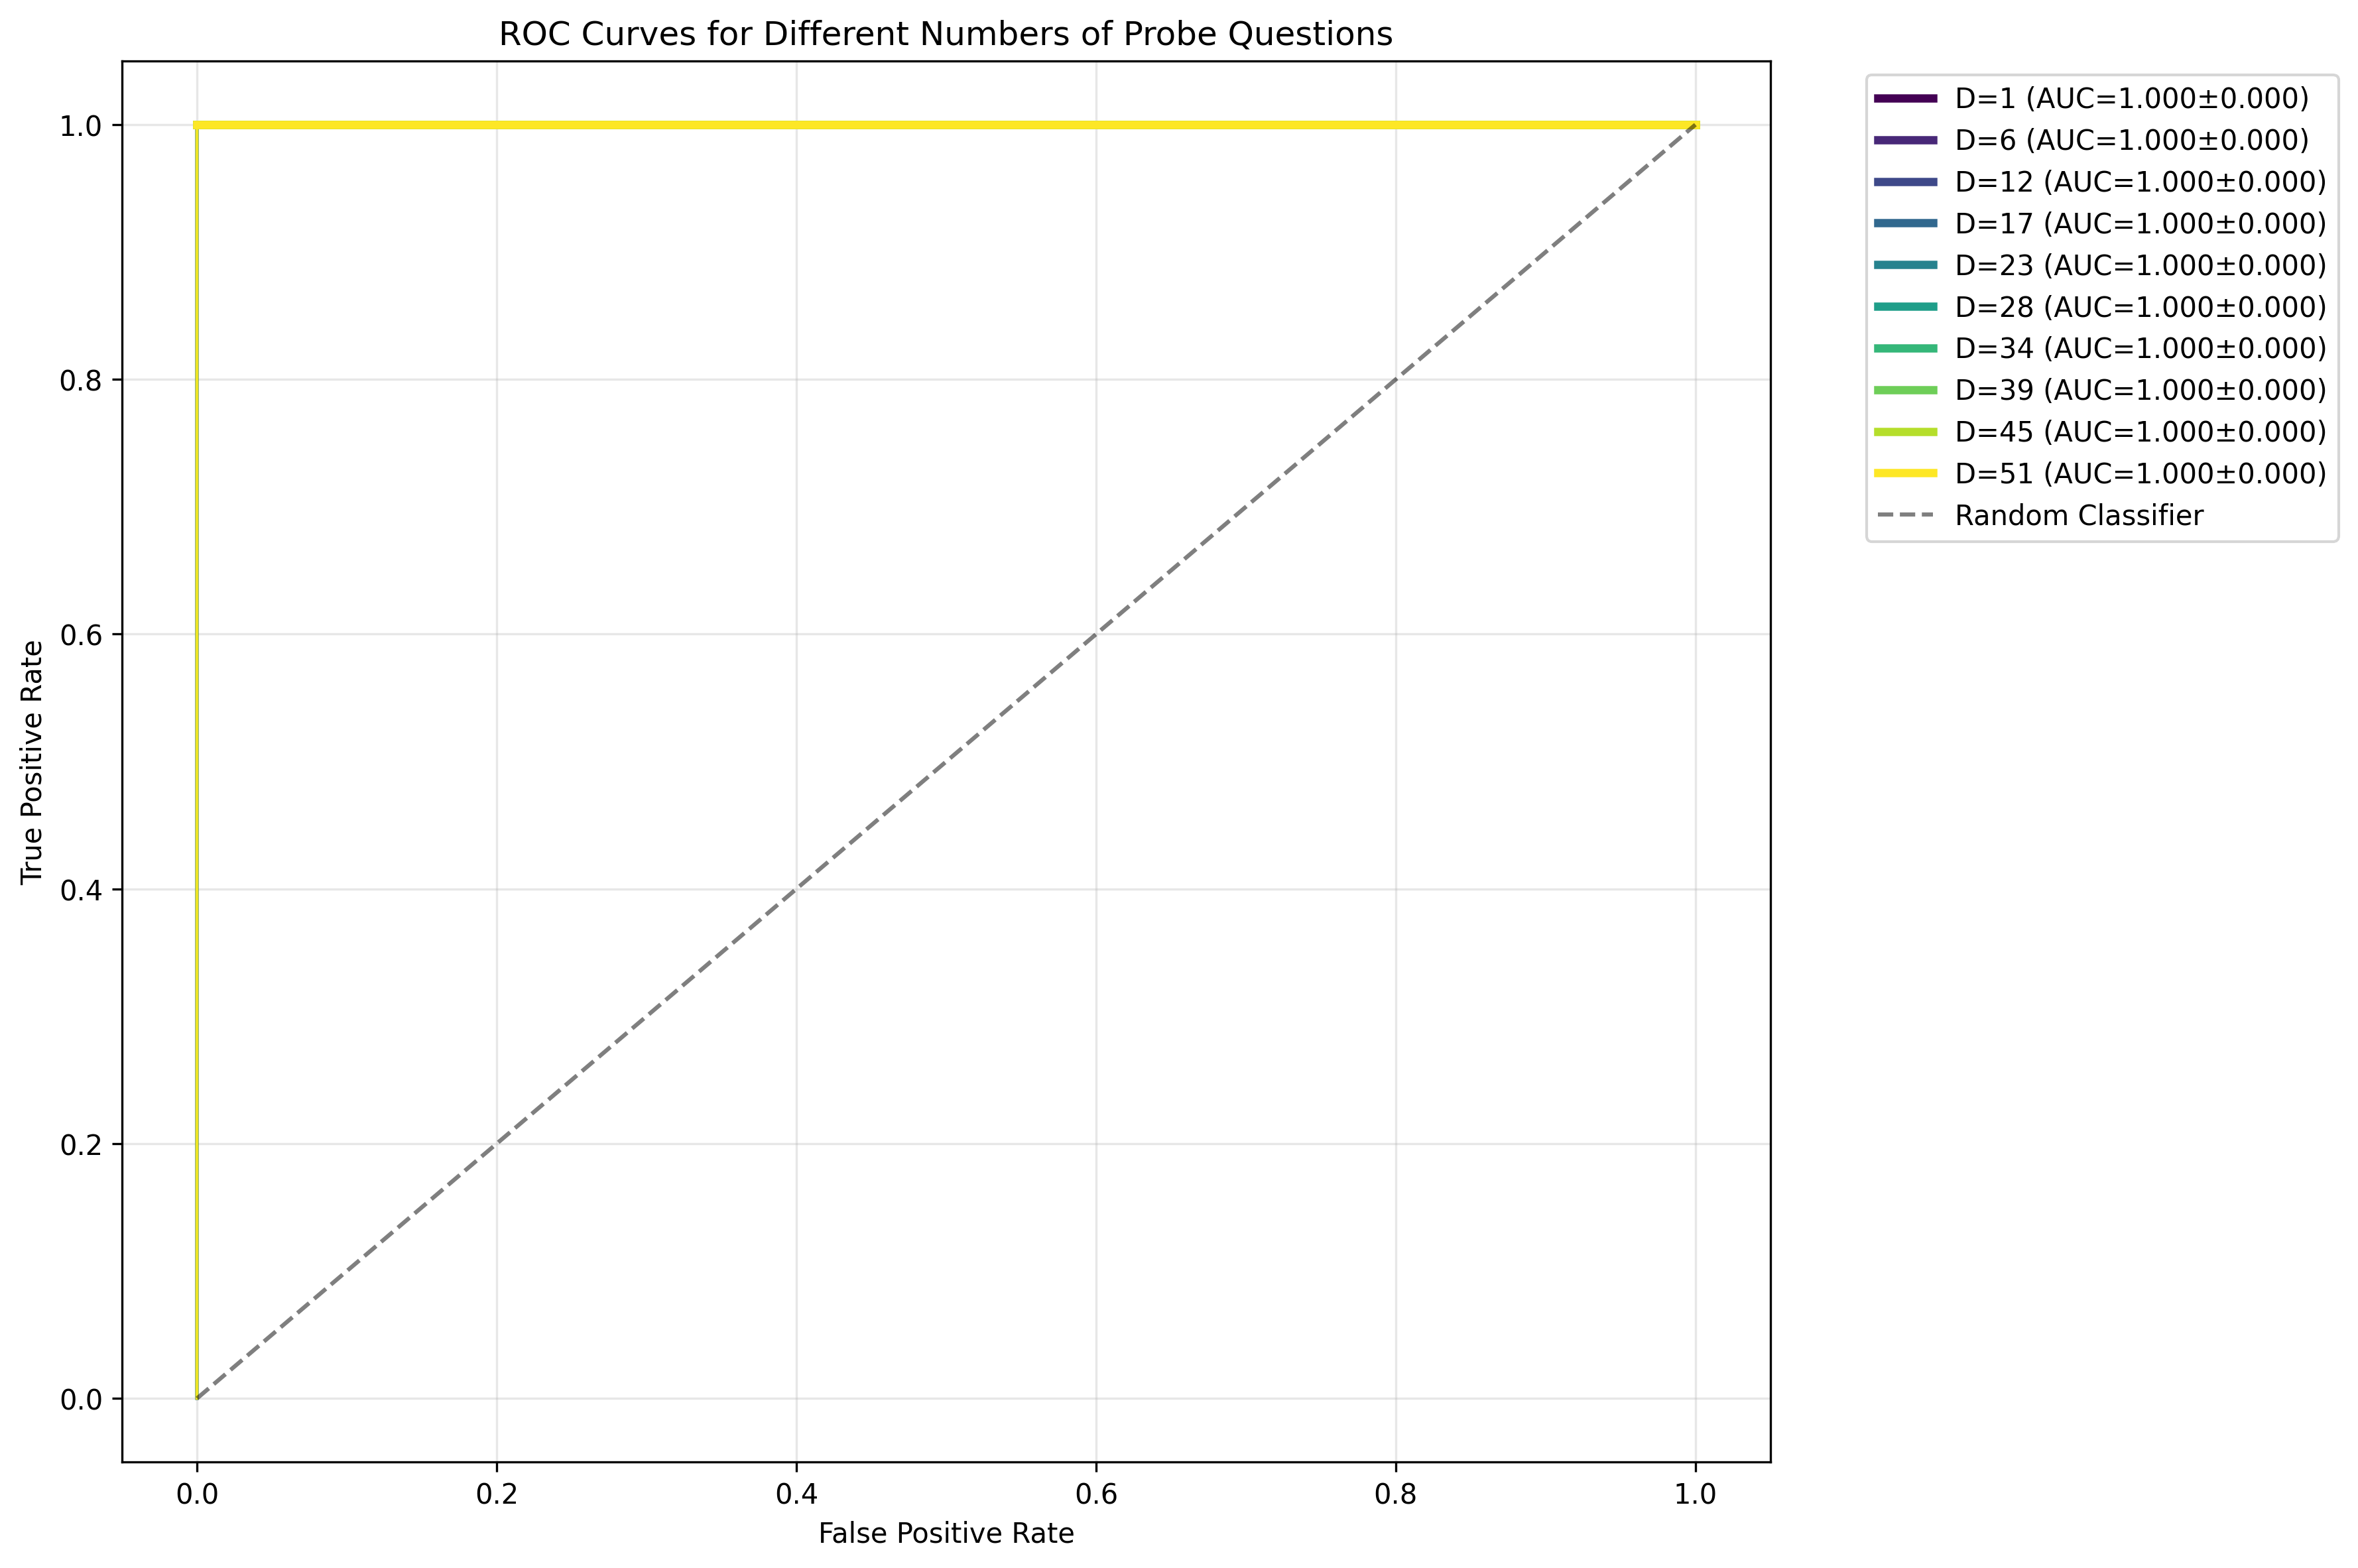 ROC Curves for Different Numbers of Probe Questions
1.0
0.8
0.6
0.4
0.2
0.0
True Positive Rate
0.0 0.2 0.4 0.6 0.8 1.0
False Positive Rate
D=1 (AUC=1.000±0.000)
D=6 (AUC=1.000±0.000)
D=12 (AUC=1.000±0.000)
D=17 (AUC=1.000±0.000)
D=23 (AUC=1.000±0.000)
D=28 (AUC=1.000±0.000)
D=34 (AUC=1.000±0.000)
D=39 (AUC=1.000±0.000)
D=45 (AUC=1.000±0.000)
D=51 (AUC=1.000±0.000)
Random Classifier